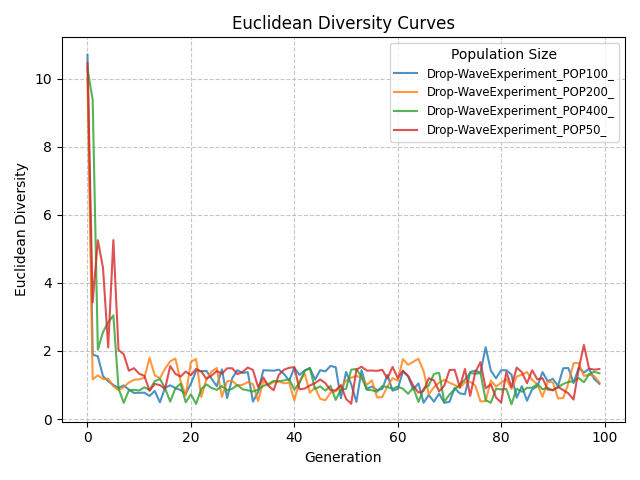 Euclidean Diversity Curves
Population Size
Drop-WaveExperiment_POP100_
Drop-WaveExperiment_POP200_
Drop-WaveExperiment_POP400_
Drop-WaveExperiment_POP50_
Euclidean Diversity
10
8
6
4
2
0
0 20 40 60 80 100
Generation